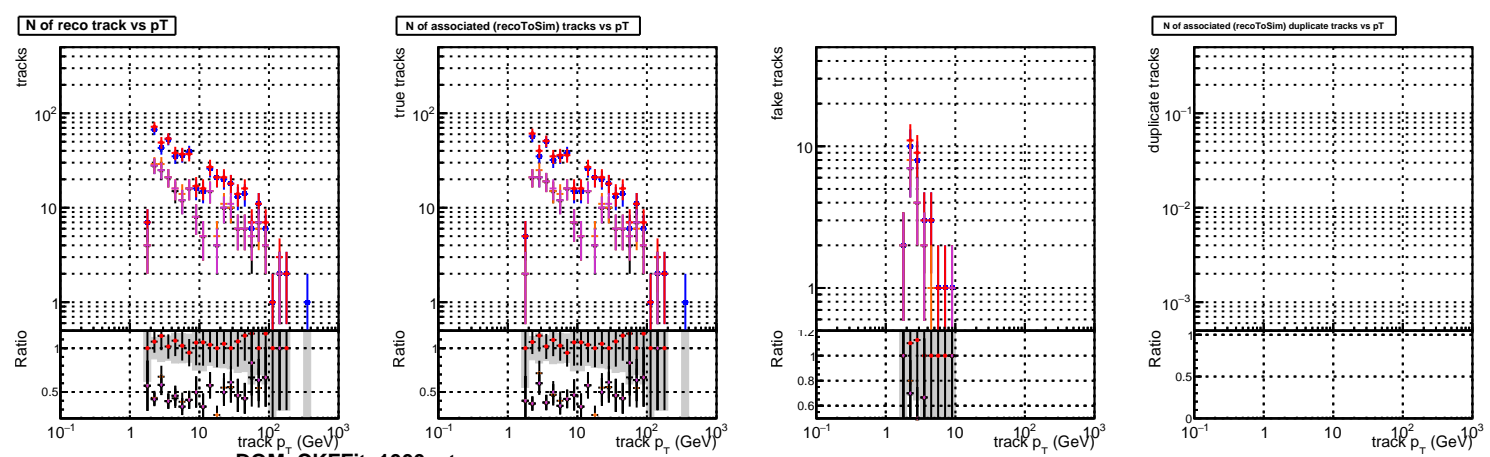 N of reco track vs pT
tracks
10²
10
1
Ratio
1
0.5
10⁻¹ 1 10 10² 10³
track p_T (GeV)
N of associated (recoToSim) tracks vs pT
true tracks
10²
10
1
Ratio
1
0.5
10⁻¹ 1 10 10² 10³
track p_T (GeV)
fake tracks
10
1
Ratio
1.2
1
0.8
0.6
10⁻¹ 1 10 10² 10³
track p_T (GeV)
N of associated (recoToSim) duplicate tracks vs pT
duplicate tracks
10⁻¹
10⁻²
10⁻³
Ratio
1
0.5
0
10⁻¹ 1 10 10² 10³
track p_T (GeV)